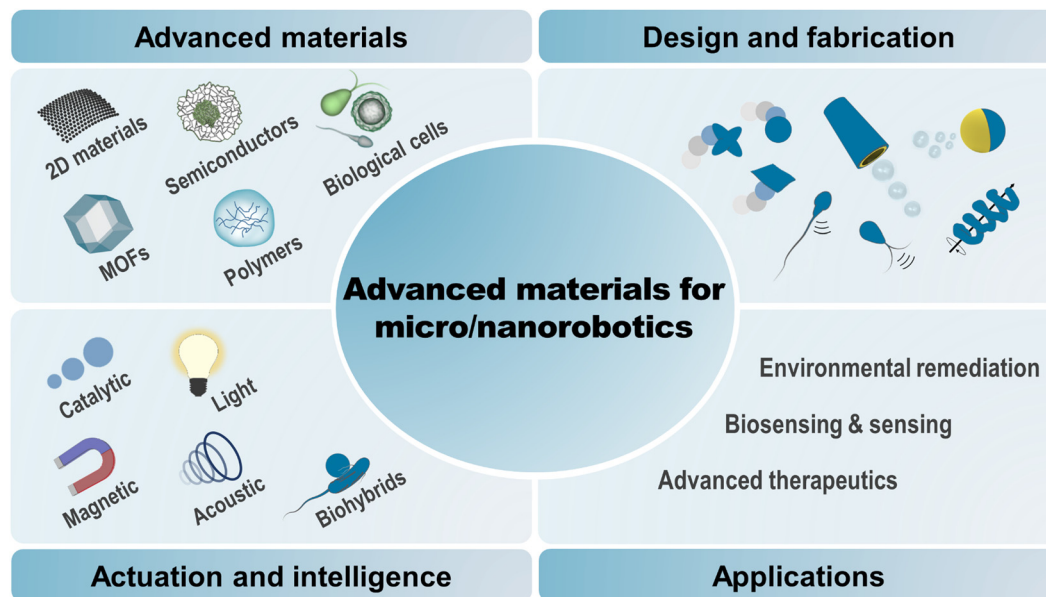 Advanced materials
Design and fabrication
2D materials
Semiconductors
Biological cells
MOFs
Polymers
Advanced materials for
micro/nanorobotics
Catalytic
Light
Magnetic
Acoustic
Biohybrids
Environmental remediation
Biosensing & sensing
Advanced therapeutics
Actuation and intelligence
Applications